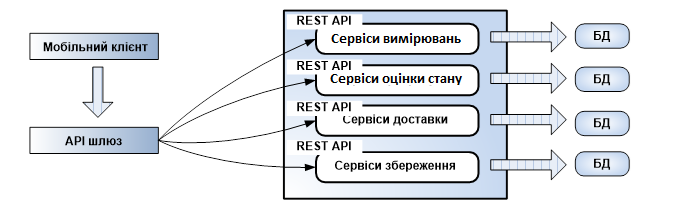 Мобільний клієнт
АРІ шлюз
REST API
Сервіси вимірювань
БД
REST API
Сервіси оцінки стану
БД
REST API
Сервіси доставки
БД
REST API
Сервіси збереження
БД